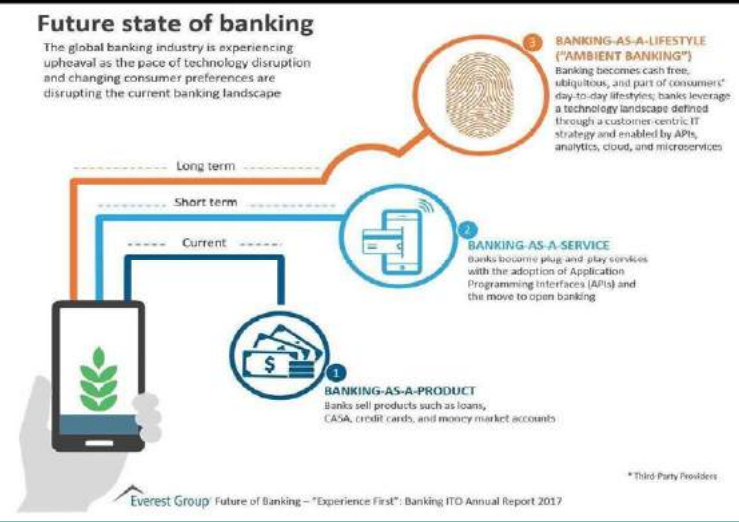 Future state of banking
The global banking industry is experiencing
upheaval as the pace of technology disruption
and changing consumer preferences are
disrupting the current banking landscape
3
BANKING-AS-A-LIFESTYLE
("AMBIENT BANKING")
Banking becomes cash free,
ubiquitous, and part of consumers'
day-to-day lifestyles; banks leverage
a technology landscape defined
through a customer-centric IT
strategy and enabled by APIs,
analytics, cloud, and microservices
Long term
Short term
Current
2
BANKING-AS-A-SERVICE
Banks become plug-and-play services
with the adoption of Application
Programming Interfaces (APIs) and
the move to open banking
$
1
BANKING-AS-A-PRODUCT
Banks sell products such as loans,
CASA, credit cards, and money market accounts
* Third Party Providers
Everest Group® Future of Banking – "Experience First": Banking ITO Annual Report 2017